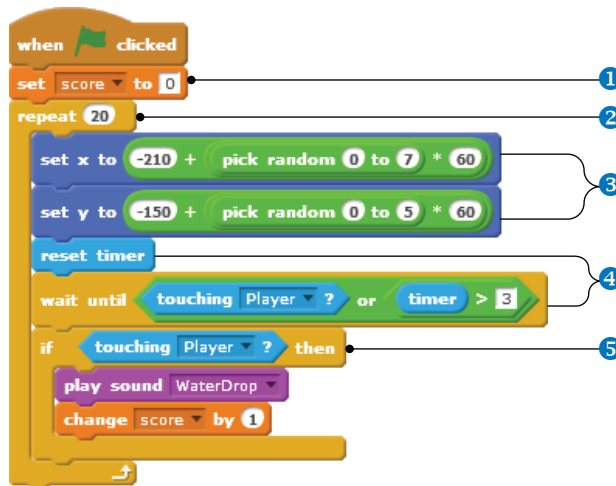 when clicked
set score to 0 1
repeat 20 2
set x to -210 + pick random 0 to 7 * 60
3
set y to -150 + pick random 0 to 5 * 60
reset timer
4
wait until touching Player ? or timer > 3
if touching Player ? then 5
play sound WaterDrop
change score by 1